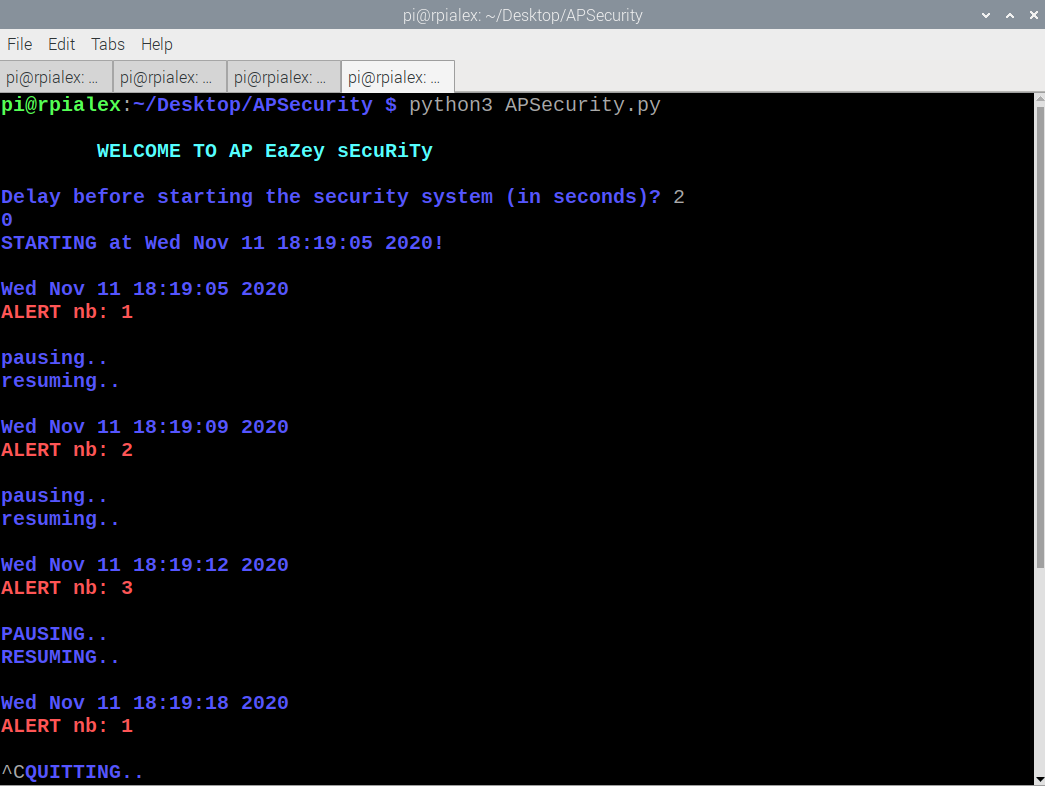 pi@rpialex: ~/Desktop/APSecurity
File Edit Tabs Help
pi@rpialex: ... pi@rpialex: ... pi@rpialex: ... pi@rpialex: ...
pi@rpialex:~/Desktop/APSecurity $ python3 APSecurity.py
WELCOME TO AP EaZey sEcuRiTy
Delay before starting the security system (in seconds)? 2
0
STARTING at Wed Nov 11 18:19:05 2020!
Wed Nov 11 18:19:05 2020
ALERT nb: 1
pausing..
resuming..
Wed Nov 11 18:19:09 2020
ALERT nb: 2
pausing..
resuming..
Wed Nov 11 18:19:12 2020
ALERT nb: 3
PAUSING..
RESUMING..
Wed Nov 11 18:19:18 2020
ALERT nb: 1
^CQUITTING..